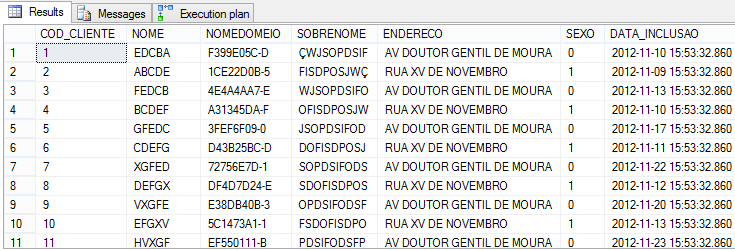 Results Messages Execution plan
COD_CLIENTE NOME NOMEDOMEIO SOBRENOME ENDERECO SEXO DATA_INCLUSAO
1 1 EDCBA F399E05C-D ÇWJSOPDSIF AV DOUTOR GENTIL DE MOURA 0 2012-11-10 15:53:32.860
2 2 ABCDE 1CE22D0B-5 FISDPOSJWÇ RUA XV DE NOVEMBRO 1 2012-11-09 15:53:32.860
3 3 FEDCB 4E4A4AA7-E WJSOPDSIFO AV DOUTOR GENTIL DE MOURA 0 2012-11-13 15:53:32.860
4 4 BCDEF A31345DA-F OFISDPOSJW RUA XV DE NOVEMBRO 1 2012-11-10 15:53:32.860
5 5 GFEDC 3FEF6F09-0 JSOPDSIFOD AV DOUTOR GENTIL DE MOURA 0 2012-11-17 15:53:32.860
6 6 CDEFG D43B25BC-D DOFISDPOSJ RUA XV DE NOVEMBRO 1 2012-11-11 15:53:32.860
7 7 XGFED 72756E7D-1 SOPDSIFODS AV DOUTOR GENTIL DE MOURA 0 2012-11-22 15:53:32.860
8 8 DEFGX DF4D7D24-E SDOFISDPOS RUA XV DE NOVEMBRO 1 2012-11-12 15:53:32.860
9 9 VXGFE E38DB40B-3 OPDSIFODSF AV DOUTOR GENTIL DE MOURA 0 2012-11-20 15:53:32.860
10 10 EFGXV 5C1473A1-1 FSDOFISDPO RUA XV DE NOVEMBRO 1 2012-11-13 15:53:32.860
11 11 HVXGF EF550111-B PDSIFODSFP AV DOUTOR GENTIL DE MOURA 0 2012-11-23 15:53:32.860